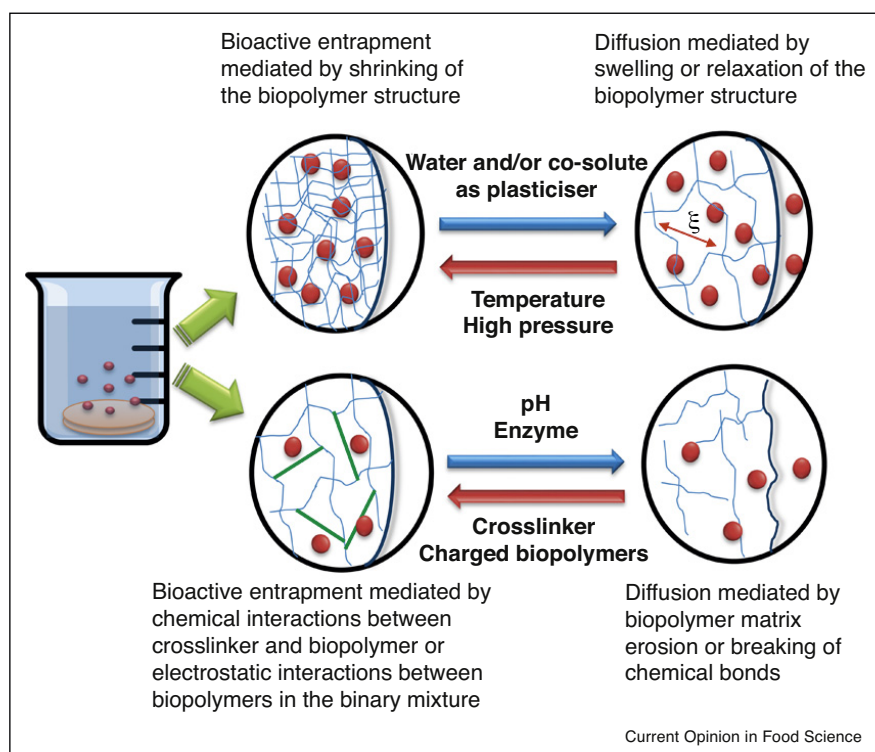 Bioactive entrapment
mediated by shrinking of
the biopolymer structure
Diffusion mediated by
swelling or relaxation of the
biopolymer structure
Water and/or co-solute
as plasticiser
ξ
Temperature
High pressure
pH
Enzyme
Crosslinker
Charged biopolymers
Bioactive entrapment mediated by
chemical interactions between
crosslinker and biopolymer or
electrostatic interactions between
biopolymers in the binary mixture
Diffusion mediated by
biopolymer matrix
erosion or breaking of
chemical bonds
Current Opinion in Food Science